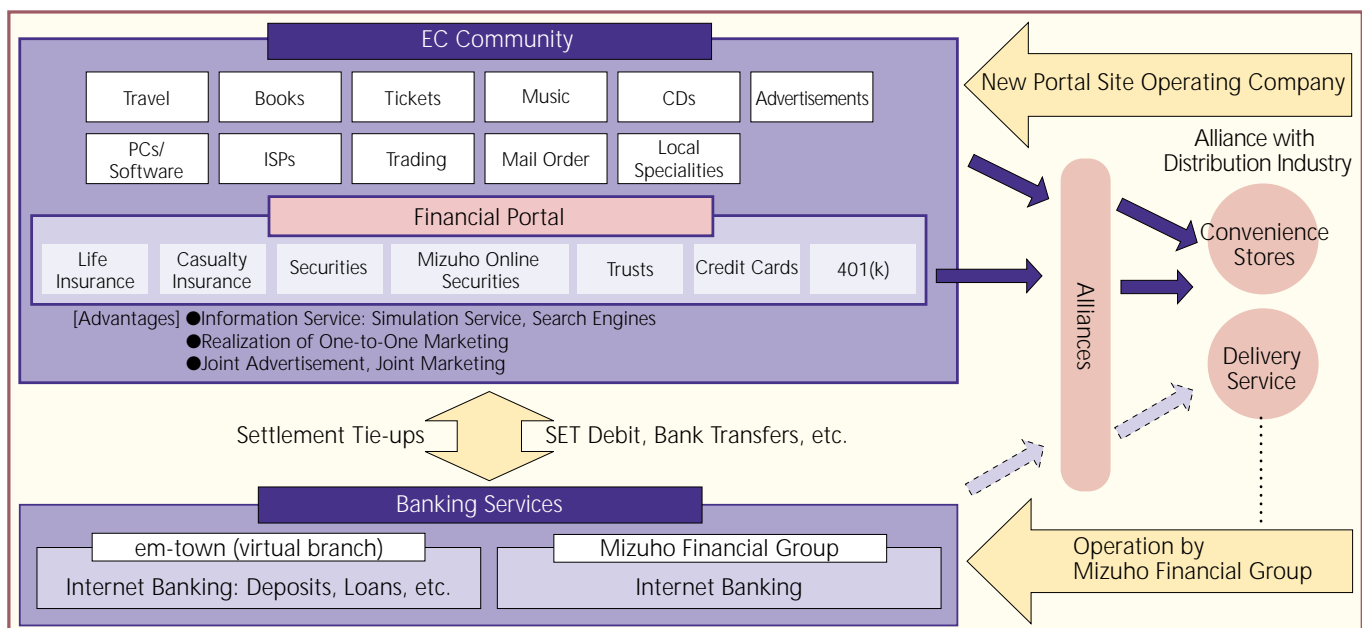 EC Community
New Portal Site Operating Company
Travel
Books
Tickets
Music
CDs
Advertisements
PCs/
Software
ISPs
Trading
Mail Order
Local
Specialities
Alliance with
Distribution Industry
Financial Portal
Life
Insurance
Casualty
Insurance
Securities
Mizuho Online
Securities
Trusts
Credit Cards
401(k)
[Advantages] ●Information Service: Simulation Service, Search Engines
●Realization of One-to-One Marketing
●Joint Advertisement, Joint Marketing
Alliances
Convenience
Stores
Delivery
Service
Settlement Tie-ups
SET Debit, Bank Transfers, etc.
Banking Services
em-town (virtual branch)
Internet Banking: Deposits, Loans, etc.
Mizuho Financial Group
Internet Banking
Operation by
Mizuho Financial Group